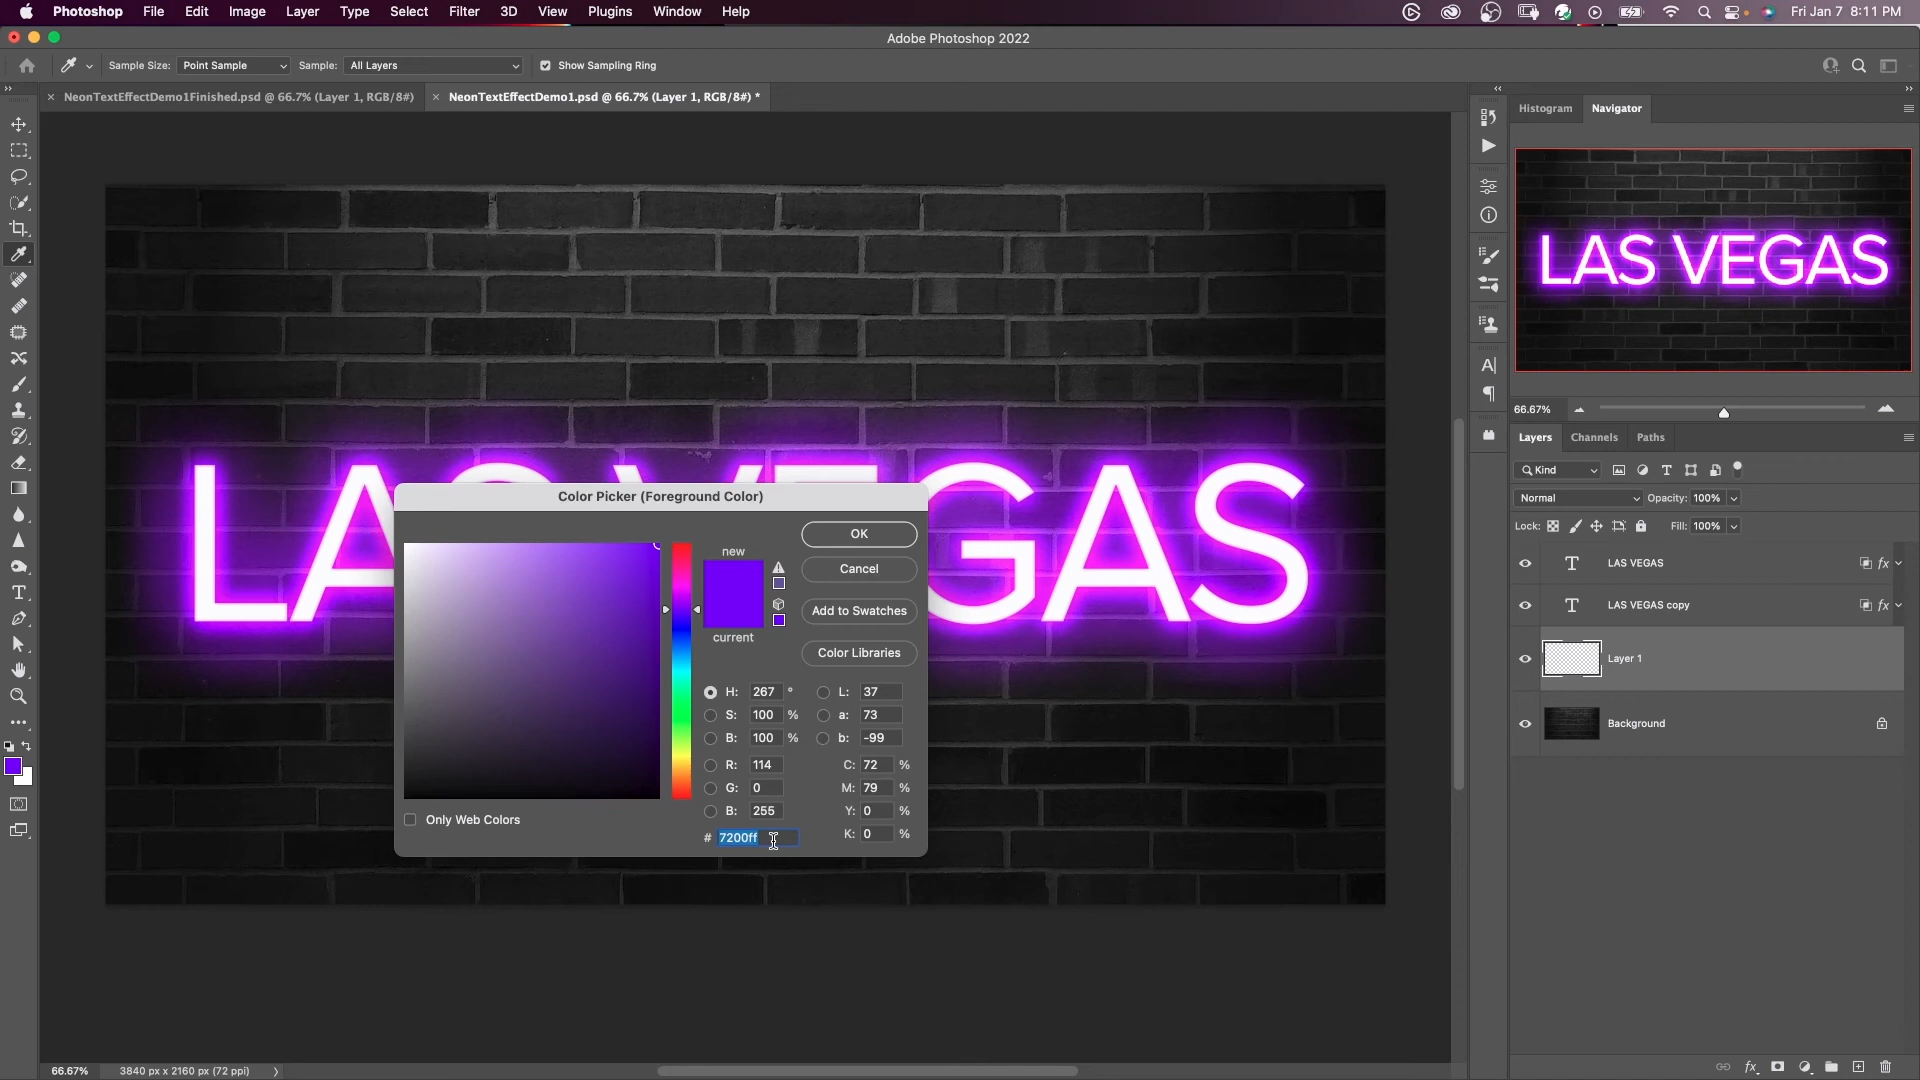 Photoshop File Edit Image Layer Type Select Filter 3D View Plugins Window Help Fri Jan 7 8:11 PM
Adobe Photoshop 2022
Sample Size: Point Sample Sample: All Layers Show Sampling Ring
NeonTextEffectDemo1Finished.psd @ 66.7% (Layer 1, RGB/8#) NeonTextEffectDemo1.psd @ 66.7% (Layer 1, RGB/8#) *
Histogram Navigator
LAS VEGAS
66.67%
Layers Channels Paths
Kind
Normal Opacity: 100%
Lock: Fill: 100%
LAS VEGAS fx
LAS VEGAS copy fx
Layer 1
Background
LAS VEGAS
Color Picker (Foreground Color)
new
current
OK
Cancel
Add to Swatches
Color Libraries
H: 267 ° L: 37
S: 100 % a: 73
B: 100 % b: -99
R: 114 C: 72 %
G: 0 M: 79 %
B: 255 Y: 0 %
# 7200ff K: 0 %
Only Web Colors
66.67% 3840 px x 2160 px (72 ppi)
fx